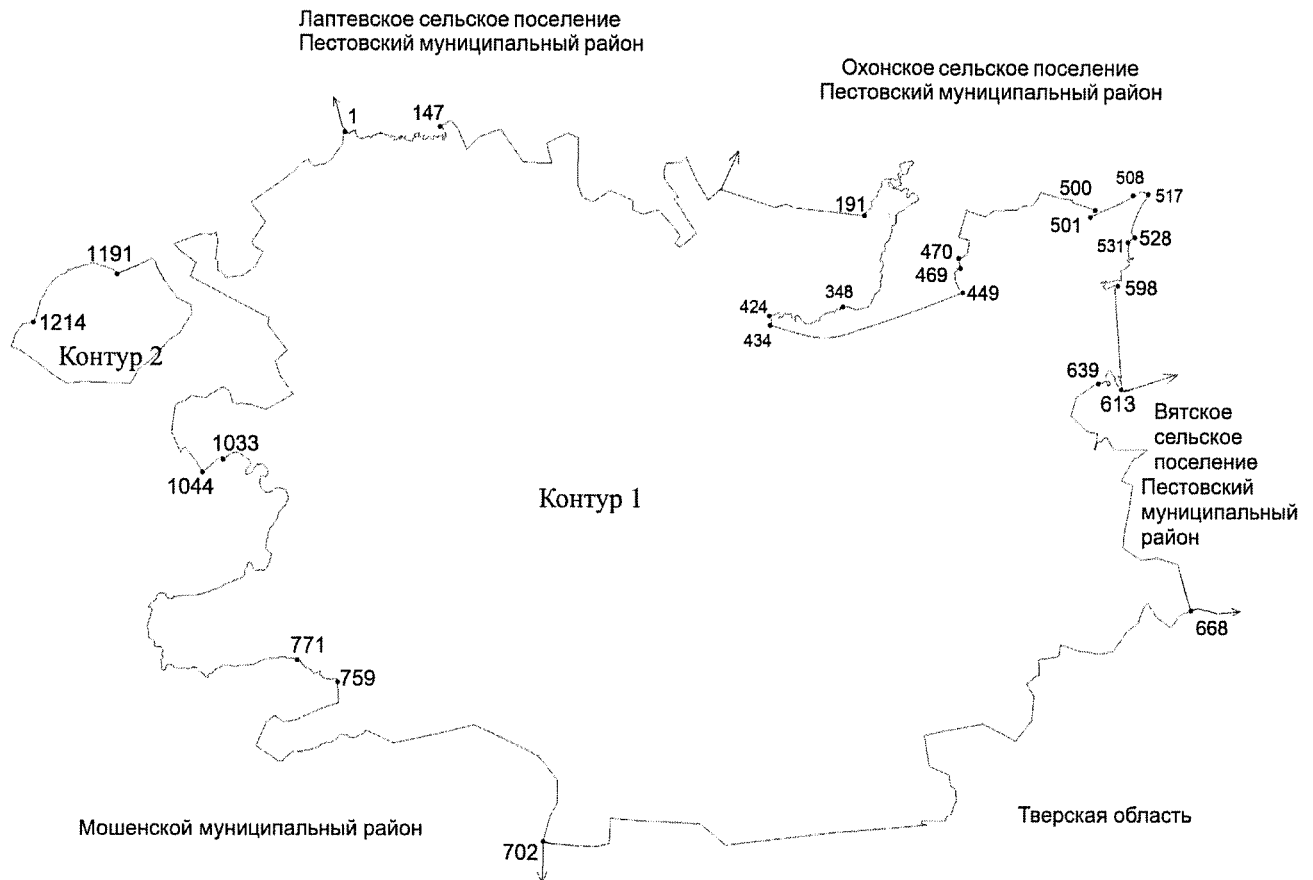 Лаптевское сельское поселение
Пестовский муниципальный район
Охонское сельское поселение
Пестовский муниципальный район
1
147
191
500
508
517
501
531
528
470
469
449
598
348
424
434
1191
1214
Контур 2
639
613
Вятское
сельское
поселение
Пестовский
муниципальный
район
1033
1044
Контур 1
668
771
759
702
Мошенской муниципальный район
Тверская область